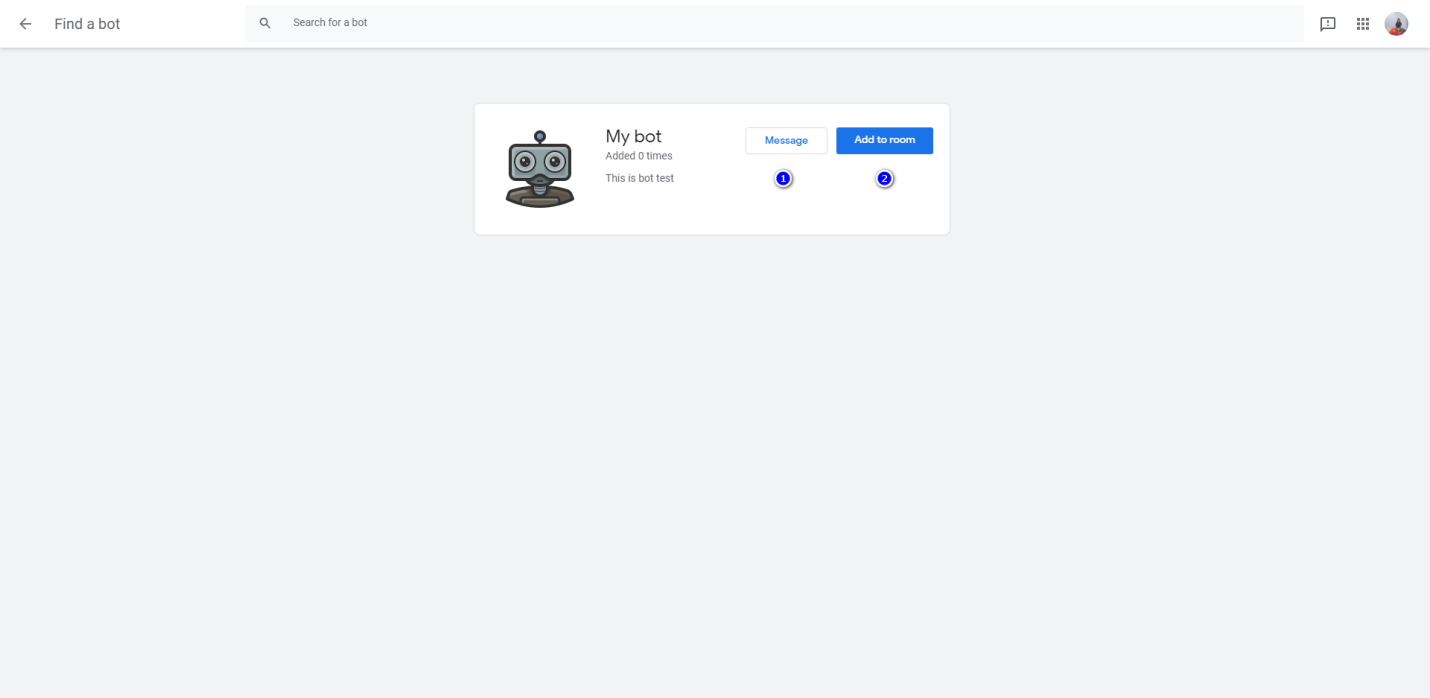 Find a bot
Search for a bot
My bot
Message
Add to room
Added 0 times
This is bot test
1
2